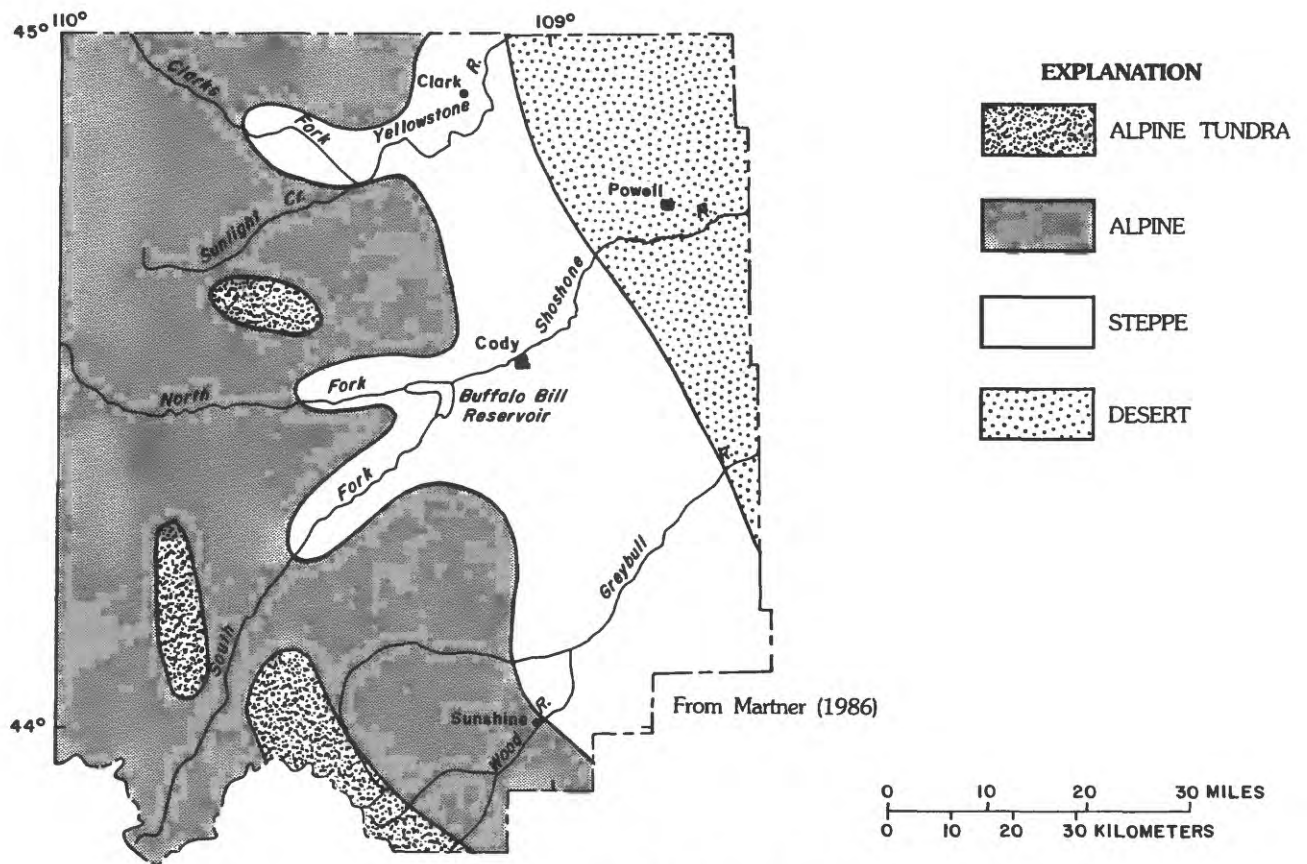 110°
45°
109°
Clarks
Fork
Yellowstone
R.
Clark
Sunlight Cr.
Powell
R.
Shoshone
Cody
North
Fork
Buffalo Bill
Reservoir
Fork
South
R.
Greybull
44°
Sunshine
Wood
R.
From Martner (1986)
EXPLANATION
ALPINE TUNDRA
ALPINE
STEPPE
DESERT
0 10 20 30 MILES
0 10 20 30 KILOMETERS